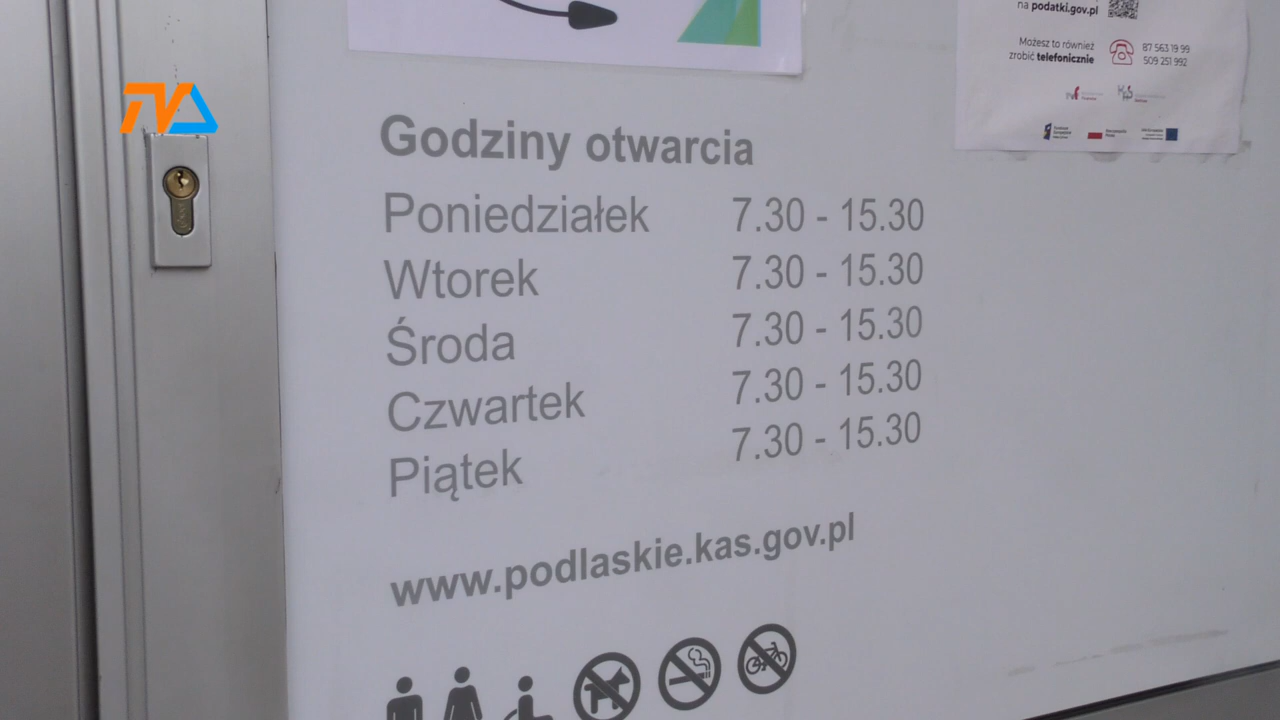 na podatki.gov.pl
Możesz to również
zrobić telefonicznie
87 563 19 99
509 251 992
TVA
Godziny otwarcia
Poniedziałek 7.30 - 15.30
Wtorek 7.30 - 15.30
Środa 7.30 - 15.30
Czwartek 7.30 - 15.30
Piątek 7.30 - 15.30
www.podlaskie.kas.gov.pl